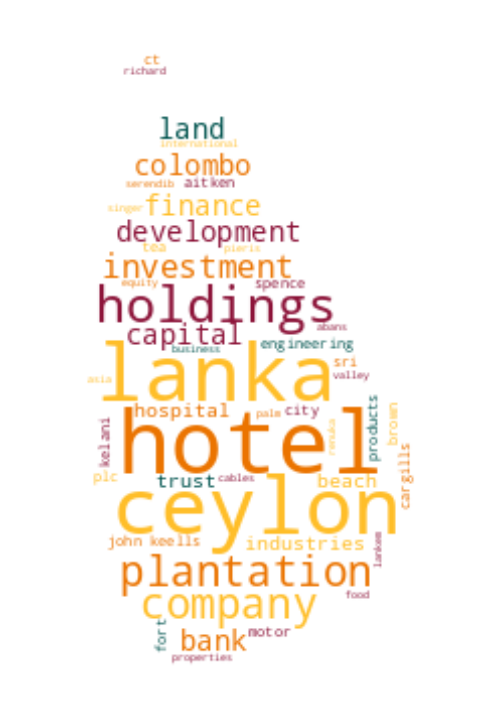 ct
richard
land
international
colombo
serendib aitken
singer finance
development
tea pieris
investment
equity spence
holdings
abans
capital
engineering
business
lanka
sri
valley
asia
hospital palm city
hotel
kelani
renuka
products
brown
cargills
plc trust cables beach
ceylon
john keells industries
lankem
plantation
food
company
fort
bank motor
properties